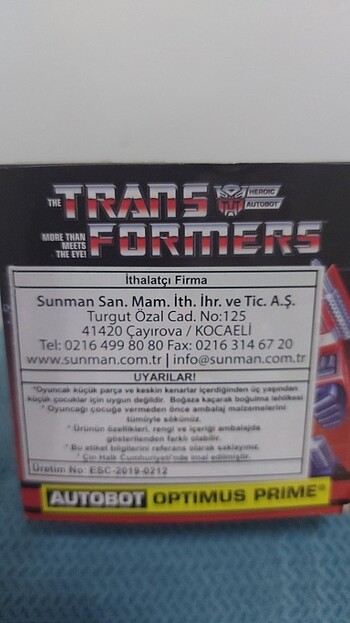 THE TRANSFORMERS
HEROIC
AUTOBOT
MORE THAN
MEETS
THE EYE!
İthalatçı Firma
Sunman San. Mam. İth. İhr. ve Tic. A.Ş.
Turgut Özal Cad. No:125
41420 Çayırova / KOCAELİ
Tel: 0216 499 80 80 Fax: 0216 314 67 20
www.sunman.com.tr | info@sunman.com.tr
UYARILAR!
*Oyuncak küçük parça ve keskin kenarlar içerdiğinden üç yaşından
küçük çocuklar için uygun değildir. Boğaza kaçarak boğulma tehlikesi
* Oyuncağı çocuğa vermeden önce ambalaj malzemelerini
tümüyle sökünüz.
* Ürünün özellikleri, rengi ve içeriği ambalajda
gösterilenden farklı olabilir.
* Bu etiket bilgilerini referans olarak saklayınız.
* Çin Halk Cumhuriyeti'nde imal edilmiştir.
Üretim No: ESC-2019-0212
AUTOBOT OPTIMUS PRIME®